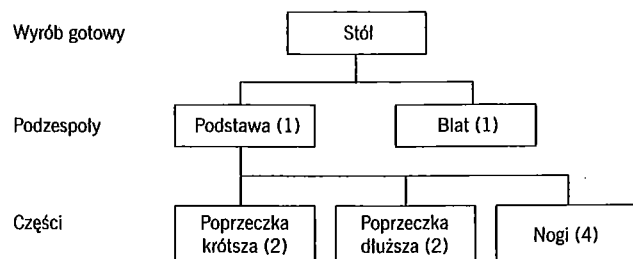 Wyrób gotowy
Stół
Podzespoły
Podstawa (1)
Blat (1)
Części
Poprzeczka
krótsza (2)
Poprzeczka
dłuższa (2)
Nogi (4)